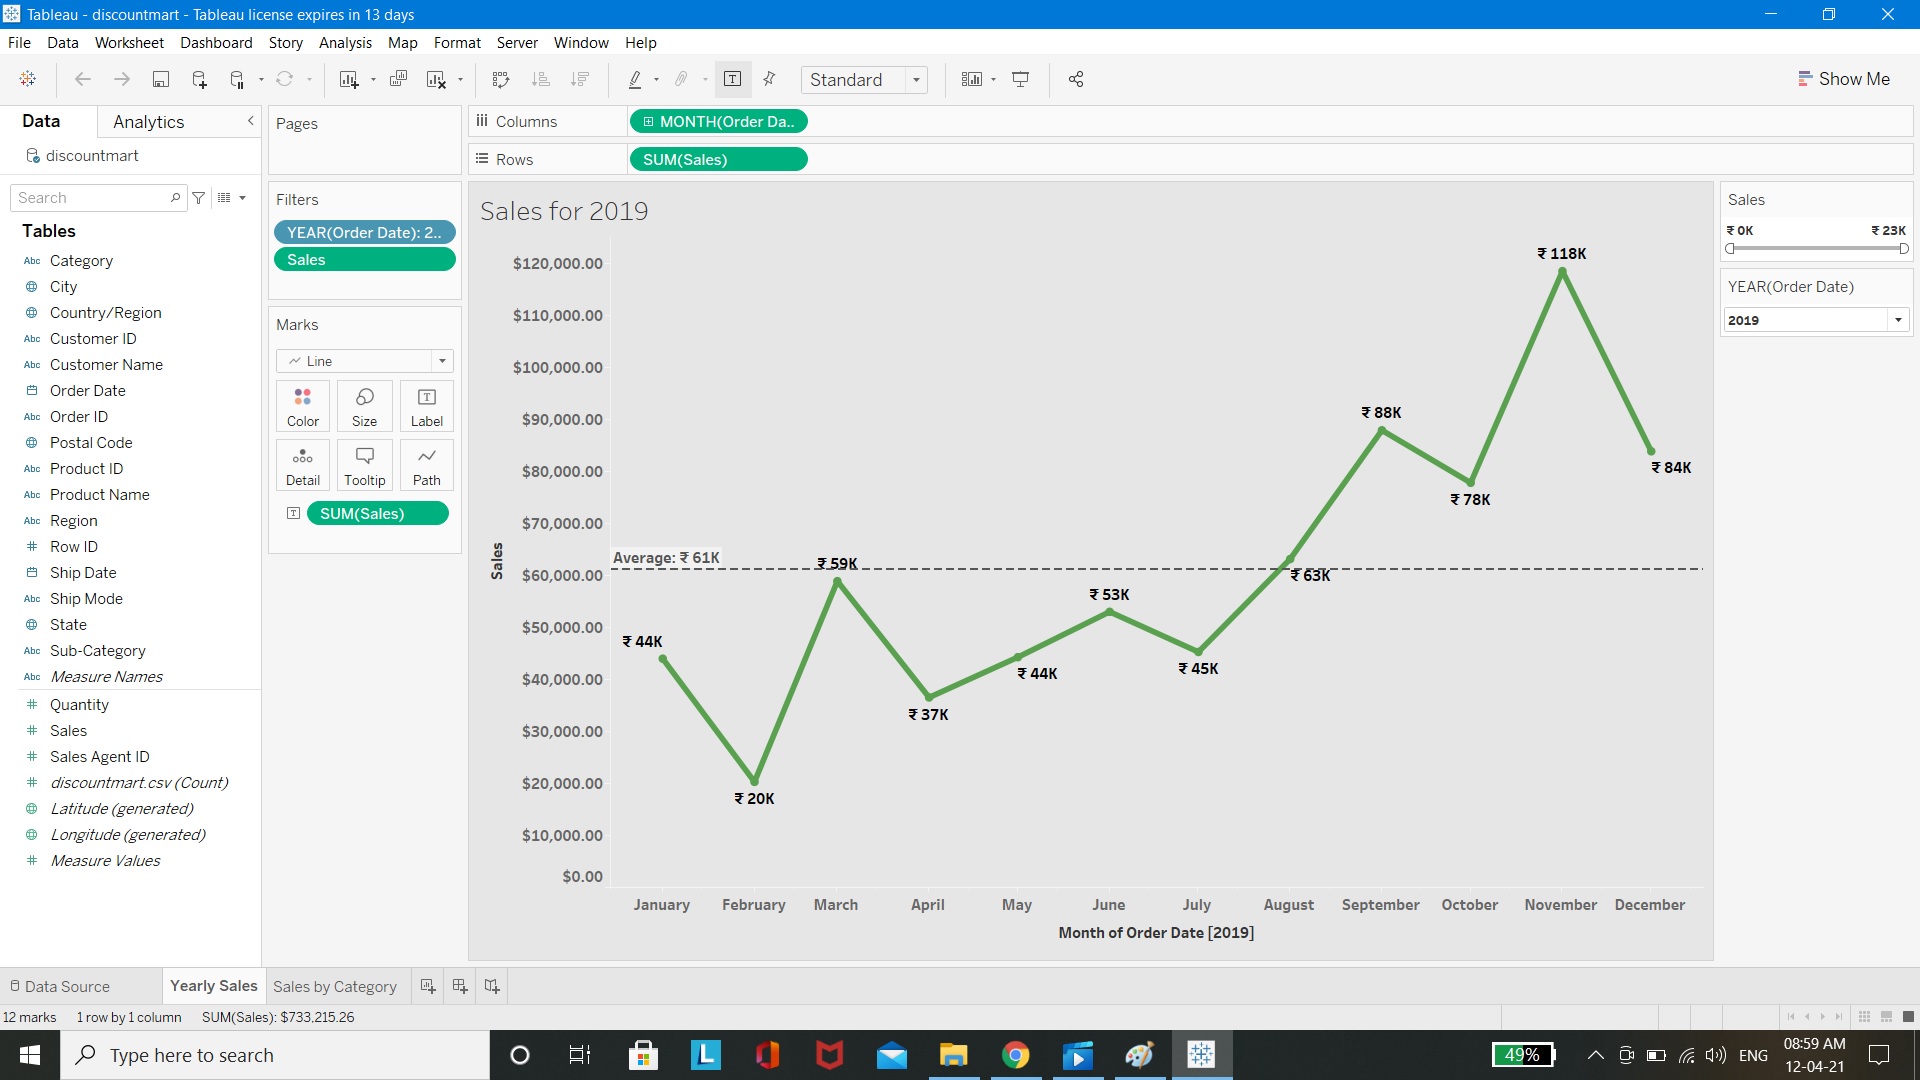 Tableau - discountmart - Tableau license expires in 13 days
File Data Worksheet Dashboard Story Analysis Map Format Server Window Help
Standard
Show Me
Data Analytics
discountmart
Search
Tables
Abc Category
City
Country/Region
Abc Customer ID
Abc Customer Name
Order Date
Abc Order ID
Postal Code
Abc Product ID
Abc Product Name
Abc Region
# Row ID
Ship Date
Abc Ship Mode
State
Abc Sub-Category
Abc Measure Names
# Quantity
# Sales
# Sales Agent ID
# discountmart.csv (Count)
Latitude (generated)
Longitude (generated)
# Measure Values
Pages
Filters
YEAR(Order Date): 2..
Sales
Marks
Line
Color Size Label
Detail Tooltip Path
SUM(Sales)
Columns MONTH(Order Da..
Rows SUM(Sales)
Sales for 2019
Sales
$120,000.00
$110,000.00
$100,000.00
$90,000.00
$80,000.00
$70,000.00
$60,000.00
$50,000.00
$40,000.00
$30,000.00
$20,000.00
$10,000.00
$0.00
Average: ₹ 61K
₹ 44K
₹ 20K
₹ 59K
₹ 37K
₹ 44K
₹ 53K
₹ 45K
₹ 63K
₹ 88K
₹ 78K
₹ 118K
₹ 84K
January February March April May June July August September October November December
Month of Order Date [2019]
Sales
₹ 0K ₹ 23K
YEAR(Order Date)
2019
Data Source Yearly Sales Sales by Category
12 marks 1 row by 1 column SUM(Sales): $733,215.26
Type here to search
L
49%
ENG
08:59 AM
12-04-21